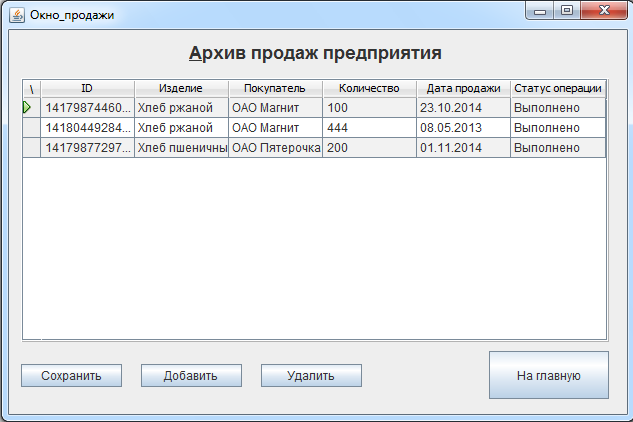 Окно_продажи
Архив продаж предприятия
\ ID Изделие Покупатель Количество Дата продажи Статус операции
14179874460... Хлеб ржаной ОАО Магнит 100 23.10.2014 Выполнено
14180449284... Хлеб ржаной ОАО Магнит 444 08.05.2013 Выполнено
14179877297... Хлеб пшеничны ОАО Пятерочка 200 01.11.2014 Выполнено
Сохранить Добавить Удалить На главную